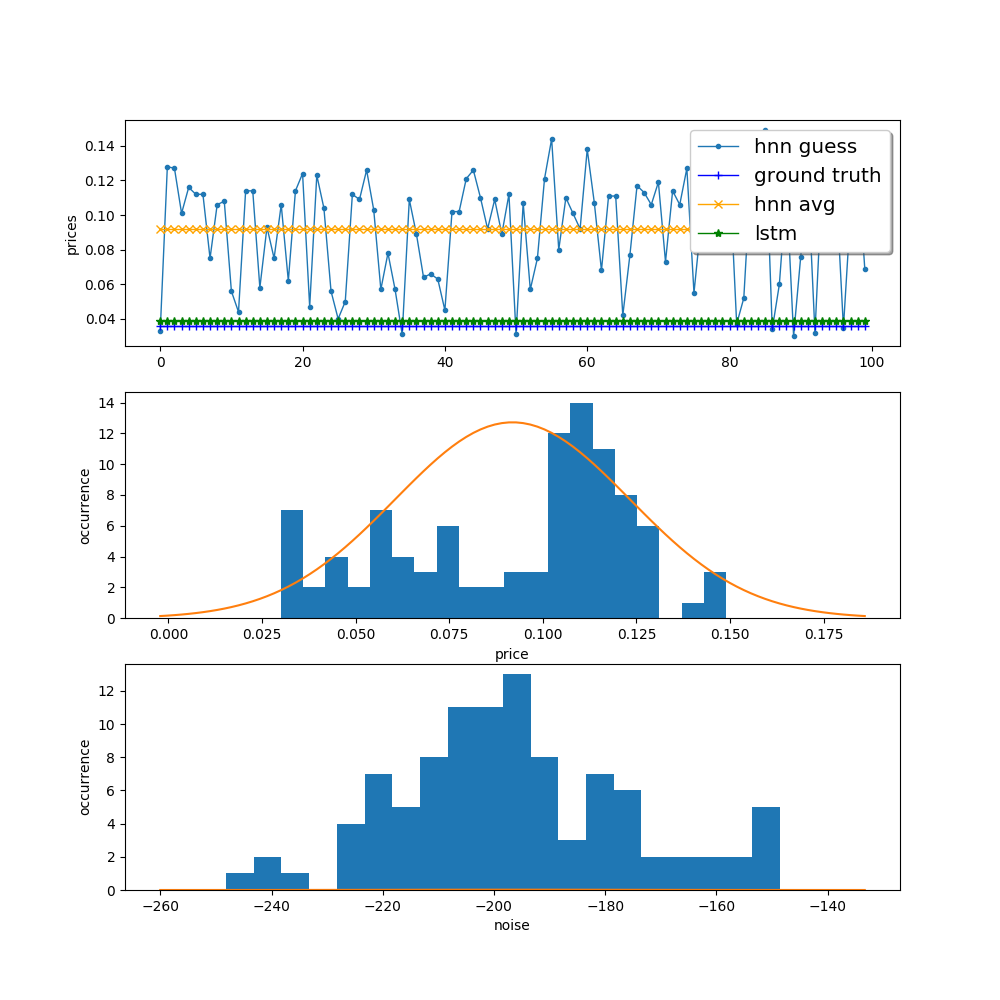 0.14
0.12
0.10
0.08
0.06
0.04
prices
hnn guess
ground truth
hnn avg
lstm
0 20 40 60 80 100
14
12
10
8
6
4
2
0
occurrence
0.000 0.025 0.050 0.075 0.100 0.125 0.150 0.175
price
12
10
8
6
4
2
0
occurrence
−260 −240 −220 −200 −180 −160 −140
noise